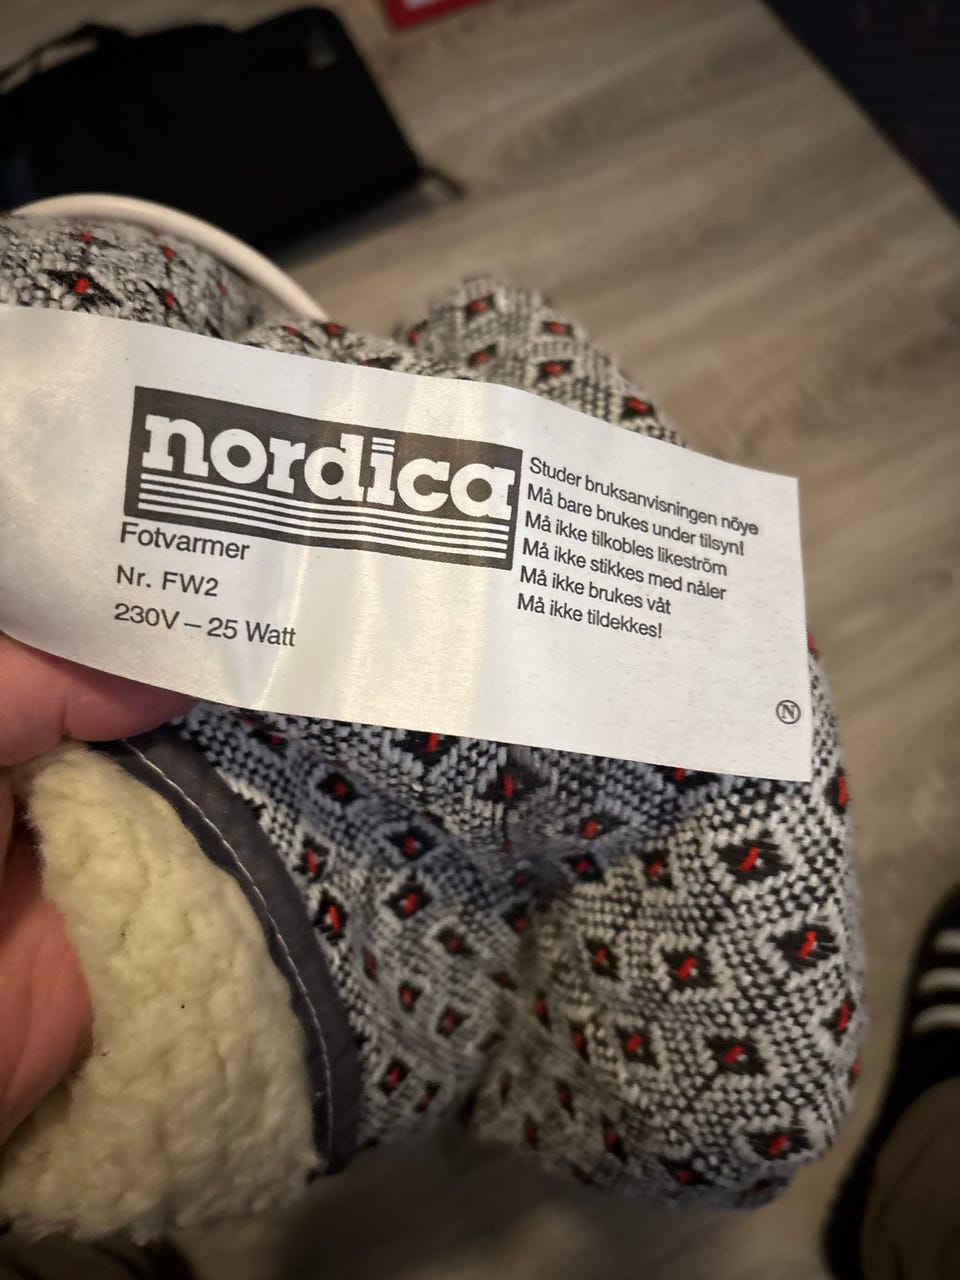 nordica
Fotvarmer
Nr. FW2
230V – 25 Watt
Studer bruksanvisningen nöye
Må bare brukes under tilsyn!
Må ikke tilkobles likeström
Må ikke stikkes med nåler
Må ikke brukes våt
Må ikke tildekkes!
N